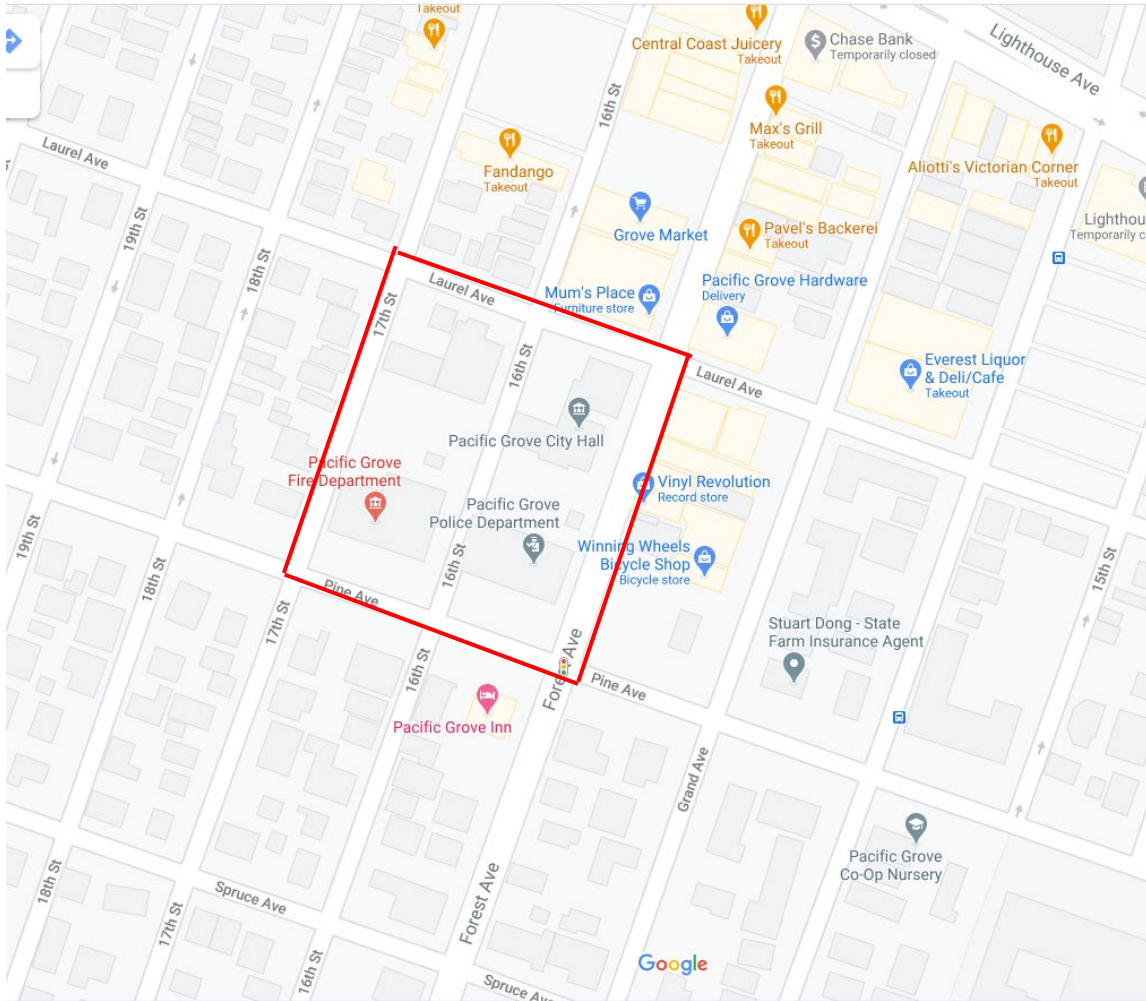 Takeout
Central Coast Juicery
Takeout
Chase Bank
Temporarily closed
Lighthouse Ave
16th St
Max's Grill
Takeout
Laurel Ave
Fandango
Takeout
Aliotti's Victorian Corner
Takeout
19th St
18th St
Grove Market
Pavel's Backerei
Takeout
Lighthou
Temporarily c
Laurel Ave
Mum's Place
Furniture store
Pacific Grove Hardware
Delivery
17th St
16th St
Laurel Ave
Everest Liquor
& Deli/Cafe
Takeout
Pacific Grove City Hall
Pacific Grove
Fire Department
Vinyl Revolution
Record store
Pacific Grove
Police Department
Winning Wheels
Bicycle Shop
Bicycle store
19th St
18th St
16th St
15th St
Pine Ave
17th St
Stuart Dong - State
Farm Insurance Agent
16th St
Forest Ave
Pine Ave
Pacific Grove Inn
Grand Ave
Pacific Grove
Co-Op Nursery
18th St
17th St
Spruce Ave
Forest Ave
16th St
Google
Spruce Ave